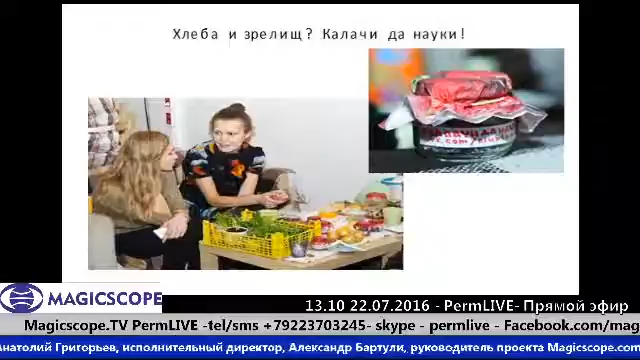 Хлеба и зрелищ? Калачи да науки!
MAGICSCOPE
13.10 22.07.2016 - PermLIVE- Прямой эфир
Magicscope.TV PermLIVE -tel/sms +79223703245- skype - permlive - Facebook.com/mag
Анатолий Григорьев, исполнительный директор, Александр Бартули, руководитель проекта Magicscope.com